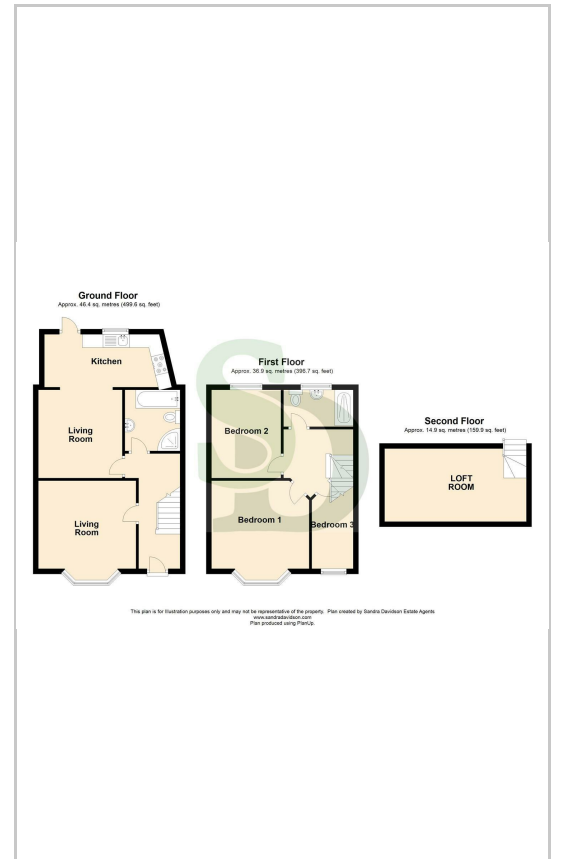 Ground Floor
Approx. 46.4 sq. metres (499.6 sq. feet)
Kitchen
Living
Room
Living
Room
First Floor
Approx. 36.9 sq. metres (396.7 sq. feet)
Bedroom 2
Bedroom 1
Bedroom 3
Second Floor
Approx. 14.9 sq. metres (159.9 sq. feet)
LOFT
ROOM
This plan is for illustration purposes only and may not be representative of the property. Plan created by Sandra Davidson Estate Agents
www.sandradavidson.com
Plan produced using PlanUp.